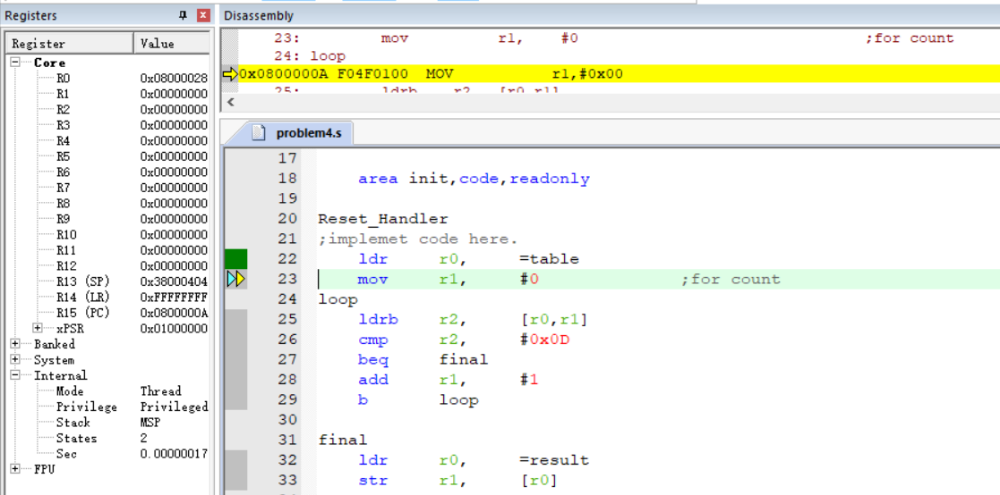 Registers
Register Value
Core
R0 0x08000028
R1 0x00000000
R2 0x00000000
R3 0x00000000
R4 0x00000000
R5 0x00000000
R6 0x00000000
R7 0x00000000
R8 0x00000000
R9 0x00000000
R10 0x00000000
R11 0x00000000
R12 0x00000000
R13 (SP) 0x38000404
R14 (LR) 0xFFFFFFFF
R15 (PC) 0x0800000A
xPSR 0x01000000
Banked
System
Internal
Mode Thread
Privilege Privileged
Stack MSP
States 2
Sec 0.00000017
FPU
Disassembly
23: mov r1, #0 ;for count
24: loop
0x0800000A F04F0100 MOV r1,#0x00
25: ldrb r2, [r0,r1]
problem4.s
17
18 area init,code,readonly
19
20 Reset_Handler
21 ;implemet code here.
22 ldr r0, =table
23 mov r1, #0 ;for count
24 loop
25 ldrb r2, [r0,r1]
26 cmp r2, #0x0D
27 beq final
28 add r1, #1
29 b loop
30
31 final
32 ldr r0, =result
33 str r1, [r0]